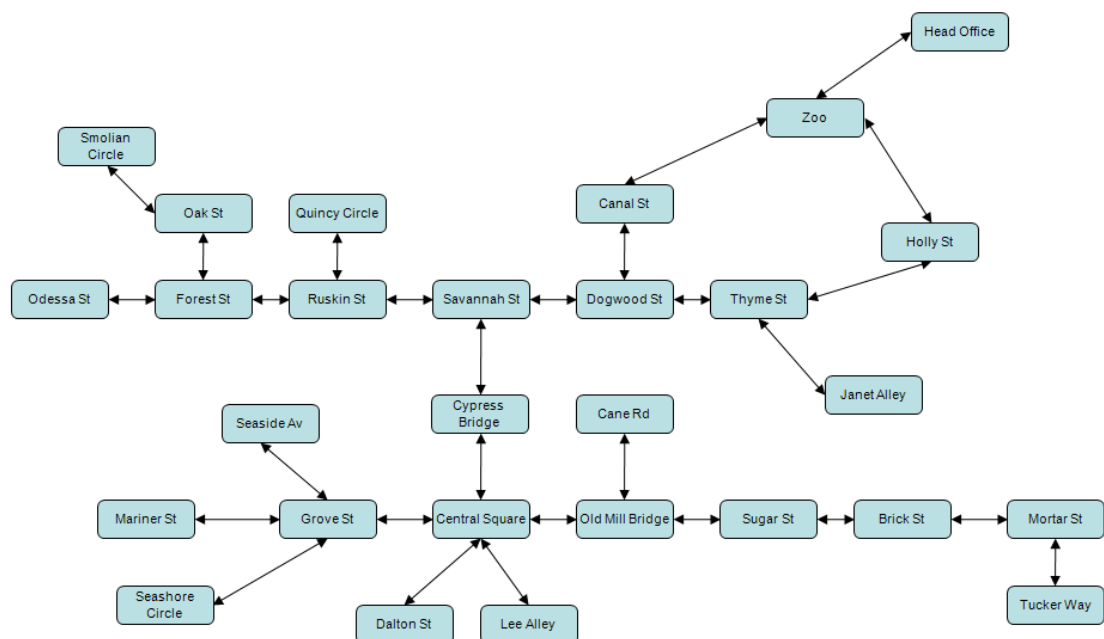 Head Office
Zoo
Smolian
Circle
Oak St
Quincy Circle
Canal St
Holly St
Odessa St
Forest St
Ruskin St
Savannah St
Dogwood St
Thyme St
Janet Alley
Cypress
Bridge
Cane Rd
Seaside Av
Mariner St
Grove St
Central Square
Old Mill Bridge
Sugar St
Brick St
Mortar St
Seashore
Circle
Dalton St
Lee Alley
Tucker Way